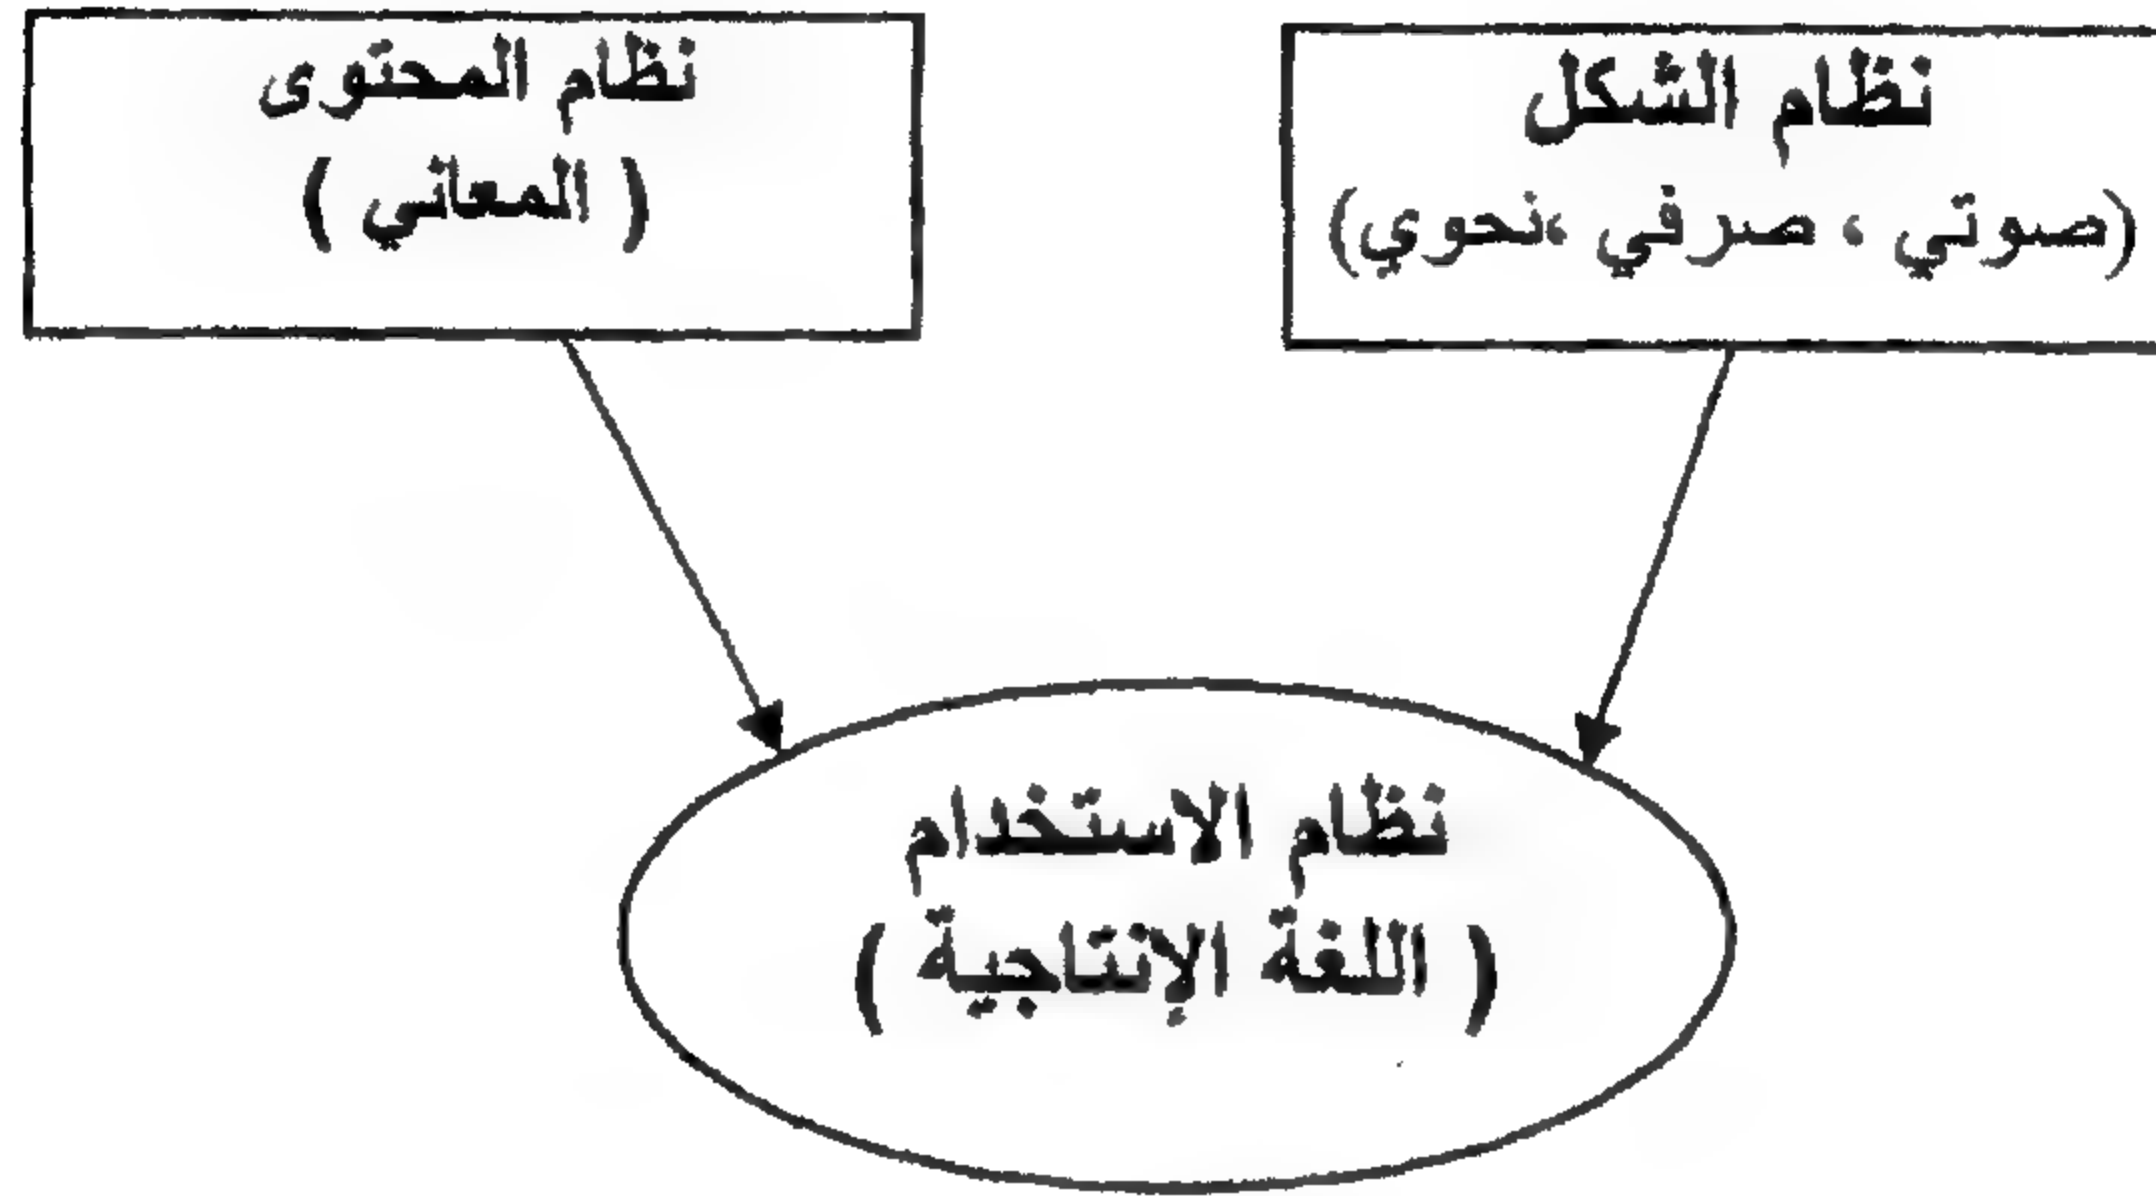 نظام الشكل
(صوتي ، صرفي ،نحوي)
نظام المحتوى
( المعاني )
نظام الاستخدام
( اللغة الإنتاجية )